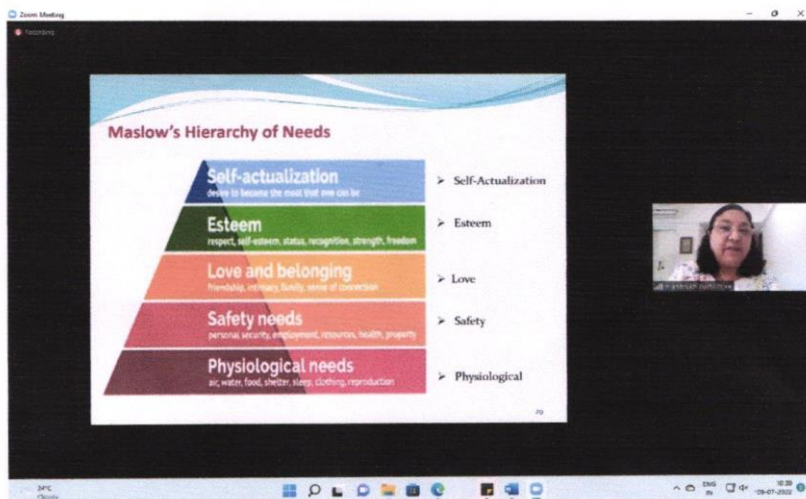 Zoom Meeting
Recording
Maslow's Hierarchy of Needs
Self-actualization
desire to become the most that one can be
Esteem
respect, self-esteem, status, recognition, strength, freedom
Love and belonging
friendship, intimacy, family, sense of connection
Safety needs
personal security, employment, resources, health, property
Physiological needs
air, water, food, shelter, sleep, clothing, reproduction
➤ Self-Actualization
➤ Esteem
➤ Love
➤ Safety
➤ Physiological
ENG